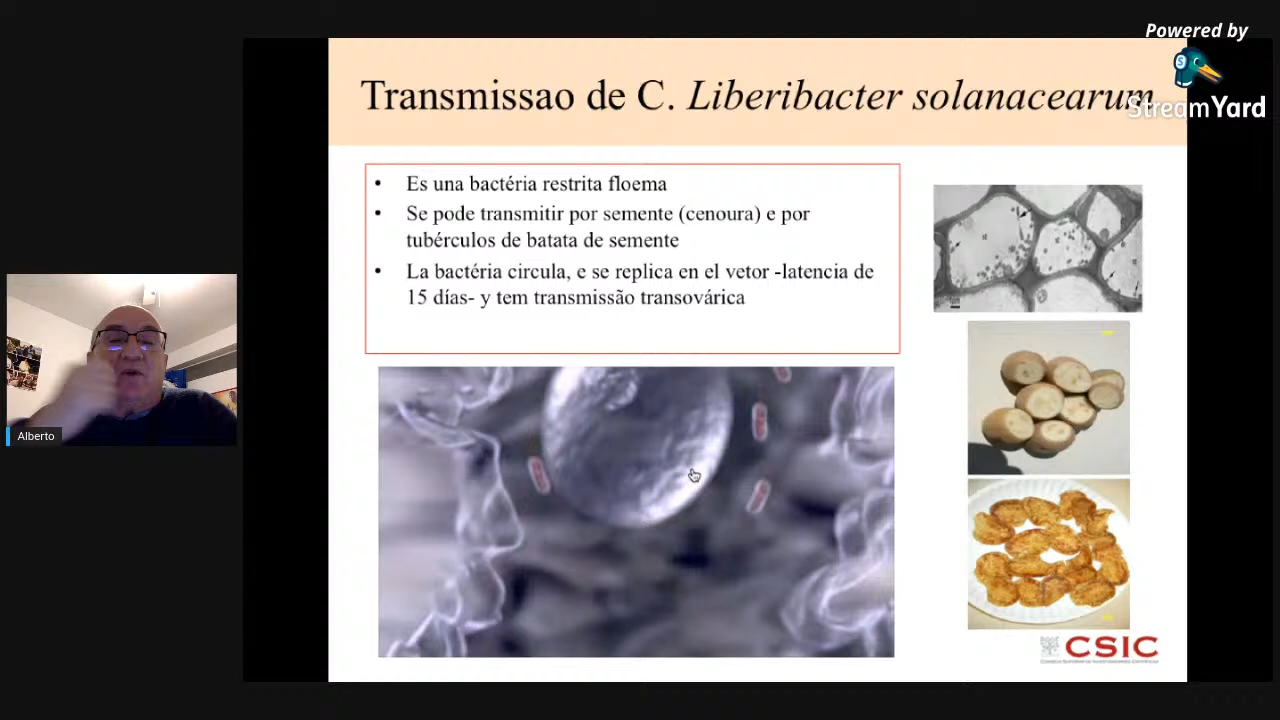 Powered by
StreamYard
Transmissao de C. Liberibacter solanacearum
• Es una bactéria restrita floema
• Se pode transmitir por semente (cenoura) e por
tubérculos de batata de semente
• La bactéria circula, e se replica en el vetor -latencia de
15 días- y tem transmissão transovárica
Alberto
CSIC